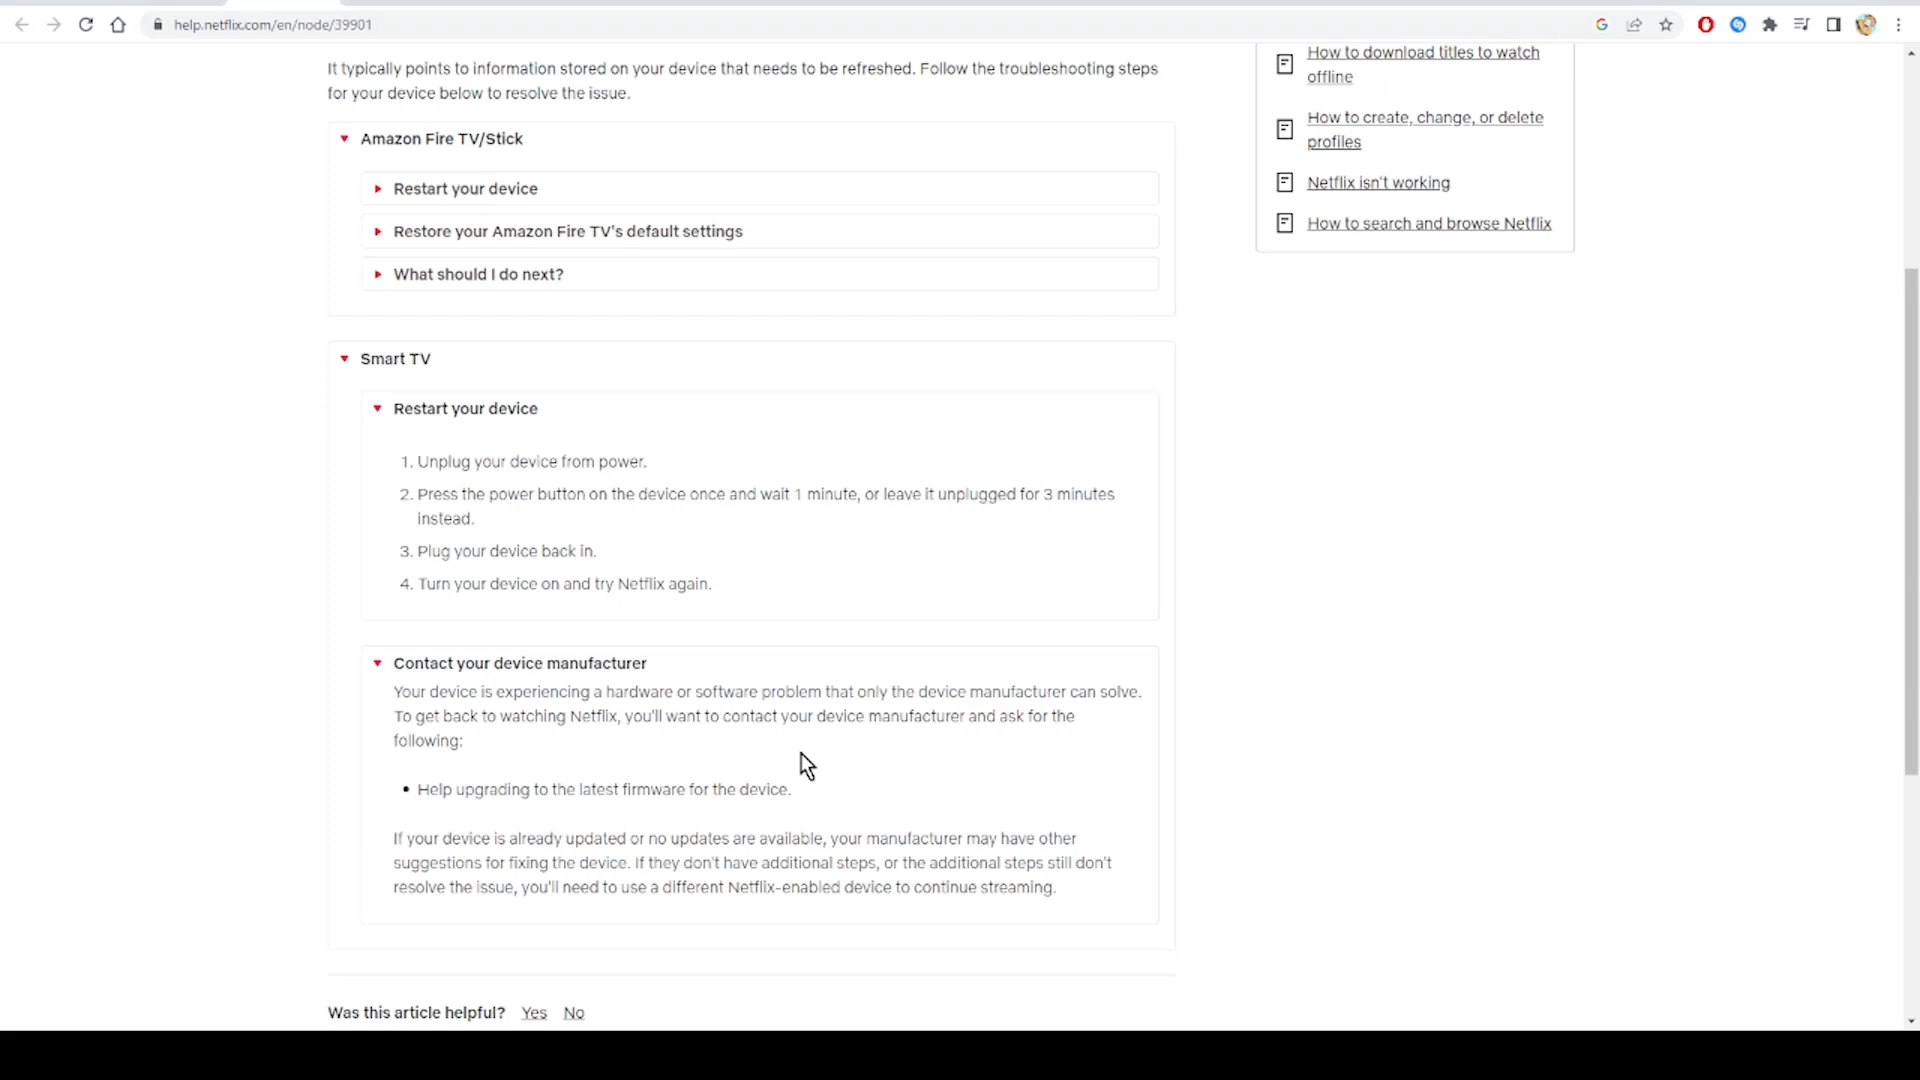 help.netflix.com/en/node/39901
It typically points to information stored on your device that needs to be refreshed. Follow the troubleshooting steps
for your device below to resolve the issue.
Amazon Fire TV/Stick
Restart your device
Restore your Amazon Fire TV's default settings
What should I do next?
Smart TV
Restart your device
1. Unplug your device from power.
2. Press the power button on the device once and wait 1 minute, or leave it unplugged for 3 minutes
instead.
3. Plug your device back in.
4. Turn your device on and try Netflix again.
Contact your device manufacturer
Your device is experiencing a hardware or software problem that only the device manufacturer can solve.
To get back to watching Netflix, you'll want to contact your device manufacturer and ask for the
following:
• Help upgrading to the latest firmware for the device.
If your device is already updated or no updates are available, your manufacturer may have other
suggestions for fixing the device. If they don't have additional steps, or the additional steps still don't
resolve the issue, you'll need to use a different Netflix-enabled device to continue streaming.
Was this article helpful? Yes No
How to download titles to watch
offline
How to create, change, or delete
profiles
Netflix isn't working
How to search and browse Netflix